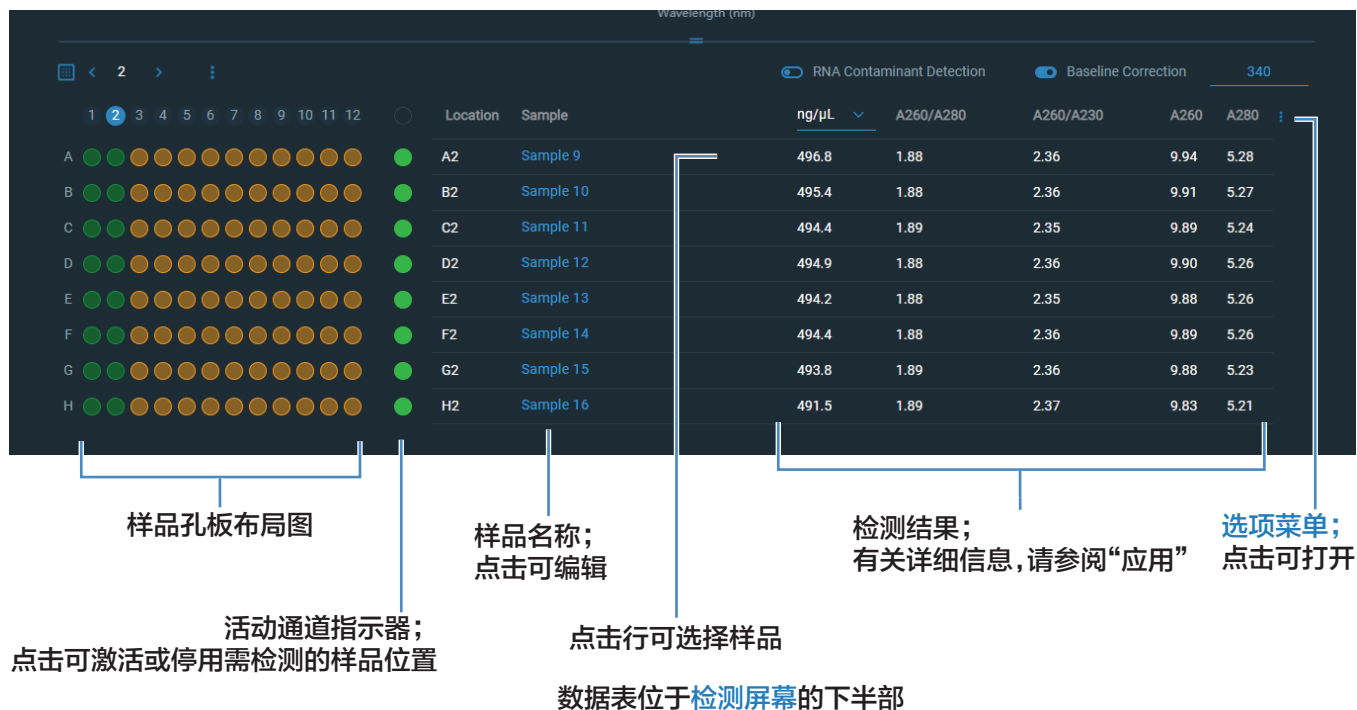 Wavelength (nm)
2 RNA Contaminant Detection Baseline Correction 340
1 2 3 4 5 6 7 8 9 10 11 12 Location Sample ng/µL A260/A280 A260/A230 A260 A280
A A2 Sample 9 496.8 1.88 2.36 9.94 5.28
B B2 Sample 10 495.4 1.88 2.36 9.91 5.27
C C2 Sample 11 494.4 1.89 2.35 9.89 5.24
D D2 Sample 12 494.9 1.88 2.36 9.90 5.26
E E2 Sample 13 494.2 1.88 2.35 9.88 5.26
F F2 Sample 14 494.4 1.88 2.36 9.89 5.26
G G2 Sample 15 493.8 1.89 2.36 9.88 5.23
H H2 Sample 16 491.5 1.89 2.37 9.83 5.21
样品孔板布局图
样品名称；
点击可编辑
检测结果；
有关详细信息，请参阅“应用”
选项菜单；
点击可打开
活动通道指示器；
点击可激活或停用需检测的样品位置
点击行可选择样品
数据表位于检测屏幕的下半部